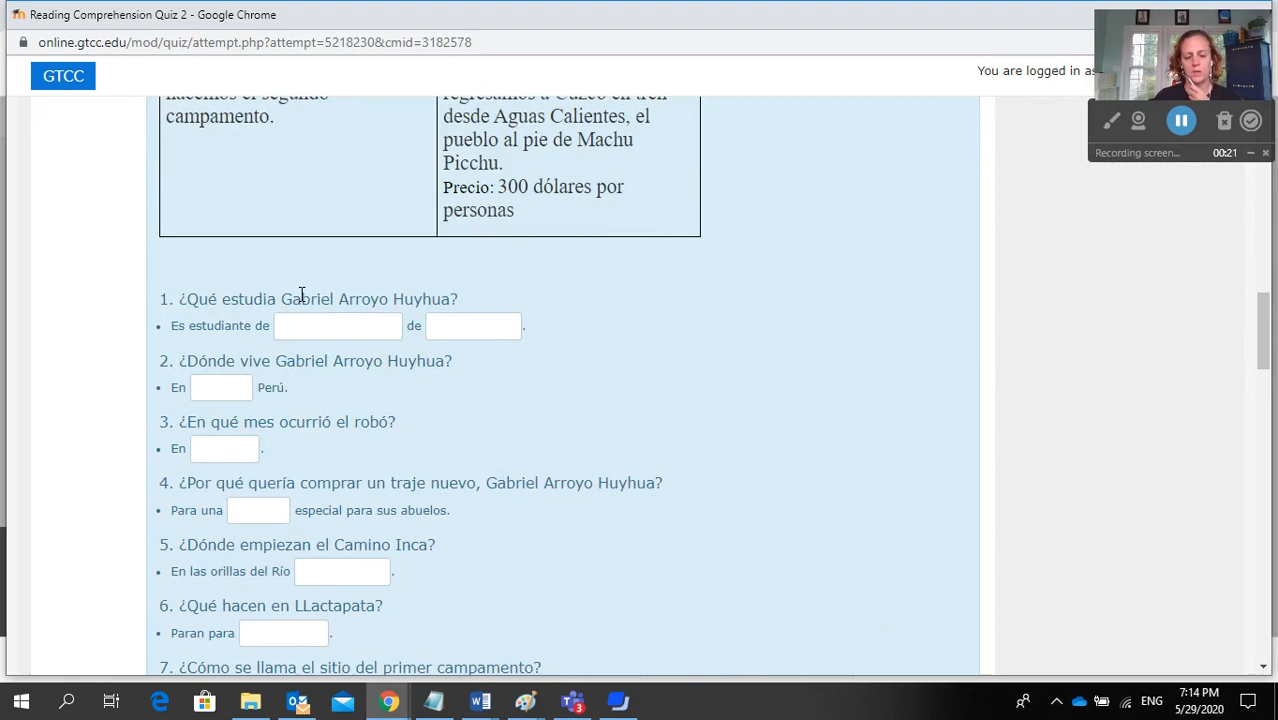 Reading Comprehension Quiz 2 - Google Chrome
online.gtcc.edu/mod/quiz/attempt.php?attempt=5218230&cmid=3182578
GTCC
You are logged in as
Recording screen...
00:21
campamento.
regresamos a Cuzco en tren
desde Aguas Calientes, el
pueblo al pie de Machu
Picchu.
Precio: 300 dólares por
personas
1. ¿Qué estudia Gabriel Arroyo Huyhua?
• Es estudiante de
de
.
2. ¿Dónde vive Gabriel Arroyo Huyhua?
• En
Perú.
3. ¿En qué mes ocurrió el robó?
• En
.
4. ¿Por qué quería comprar un traje nuevo, Gabriel Arroyo Huyhua?
• Para una
especial para sus abuelos.
5. ¿Dónde empiezan el Camino Inca?
• En las orillas del Río
.
6. ¿Qué hacen en LLactapata?
• Paran para
.
7. ¿Cómo se llama el sitio del primer campamento?
ENG
7:14 PM
5/29/2020